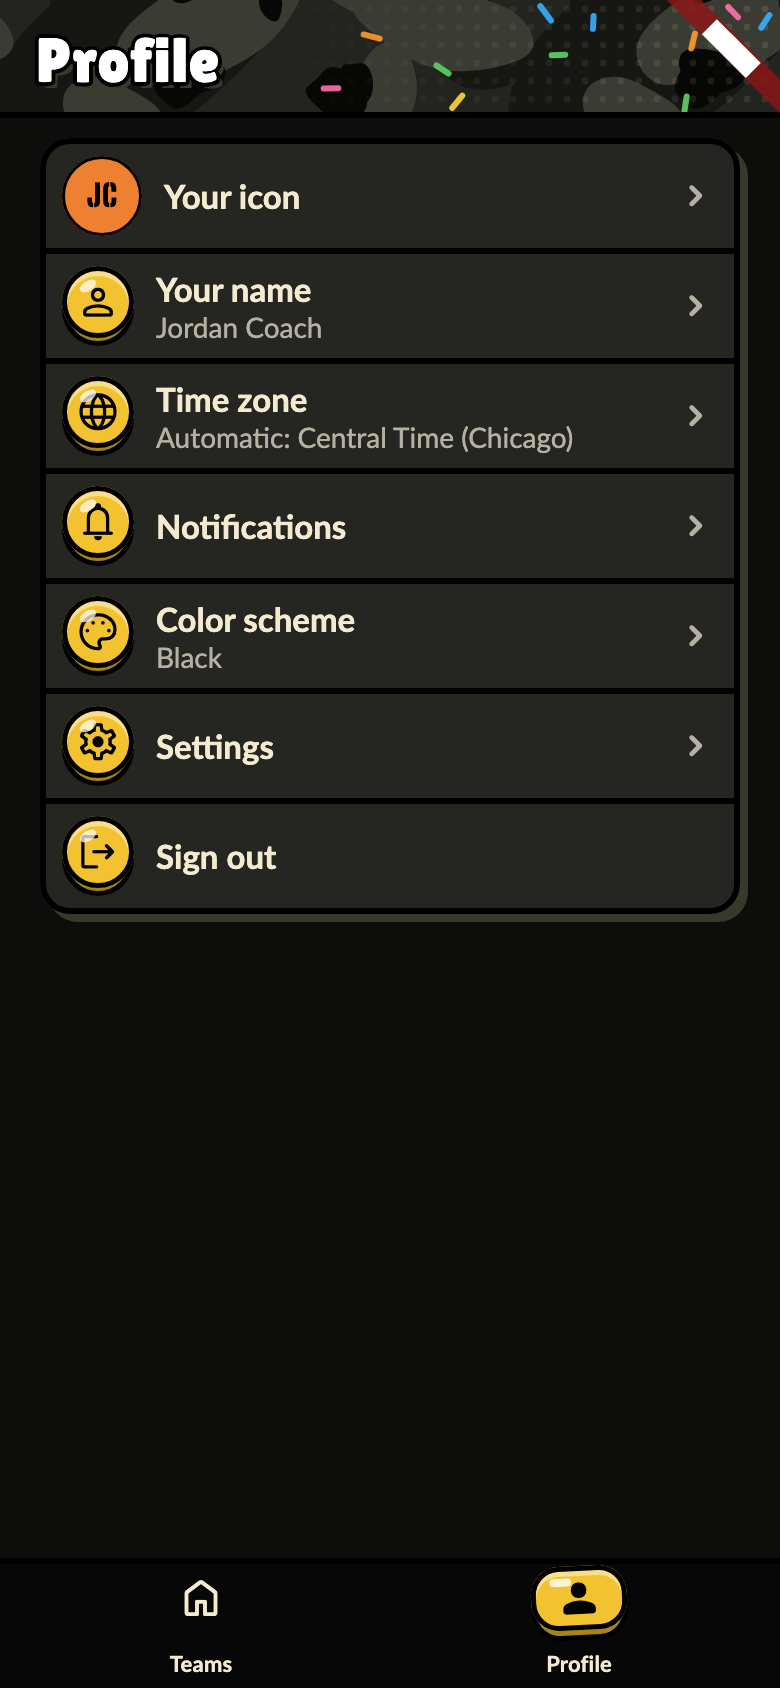 Profile
JC
Your icon
Your name
Jordan Coach
Time zone
Automatic: Central Time (Chicago)
Notifications
Color scheme
Black
Settings
Sign out
Teams
Profile